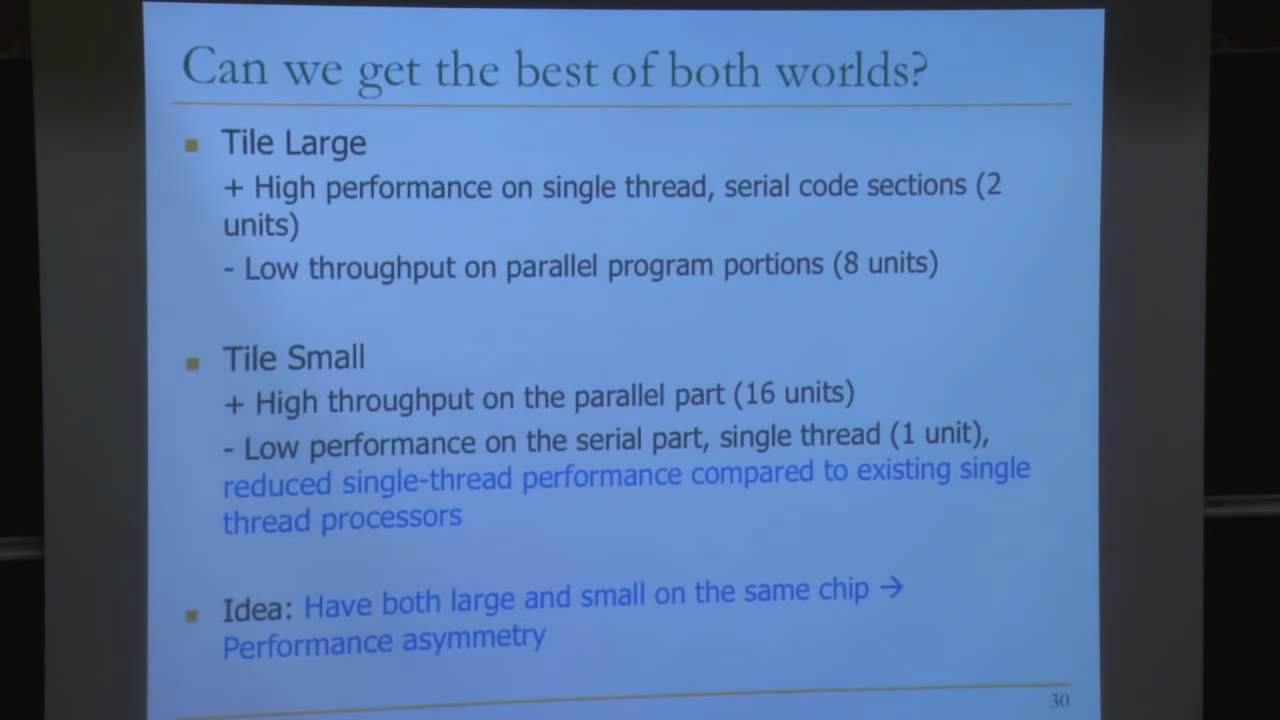 Can we get the best of both worlds?
Tile Large
+ High performance on single thread, serial code sections (2
units)
- Low throughput on parallel program portions (8 units)
Tile Small
+ High throughput on the parallel part (16 units)
- Low performance on the serial part, single thread (1 unit),
reduced single-thread performance compared to existing single
thread processors
Idea: Have both large and small on the same chip →
Performance asymmetry
30